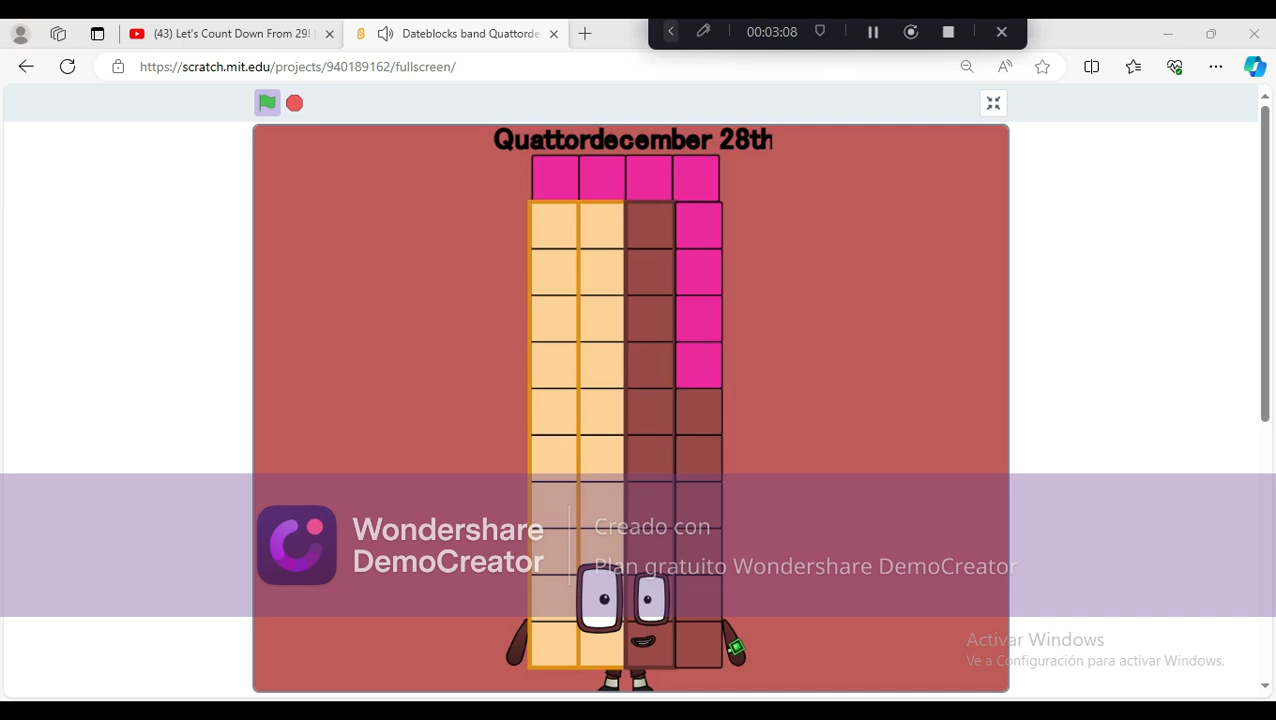 (43) Let's Count Down From 29! |
Dateblocks band Quattorde
00:03:08
https://scratch.mit.edu/projects/940189162/fullscreen/
Quattordecember 28th
Wondershare
DemoCreator
Creado con
Plan gratuito Wondershare DemoCreator
Activar Windows
Ve a Configuración para activar Windows.